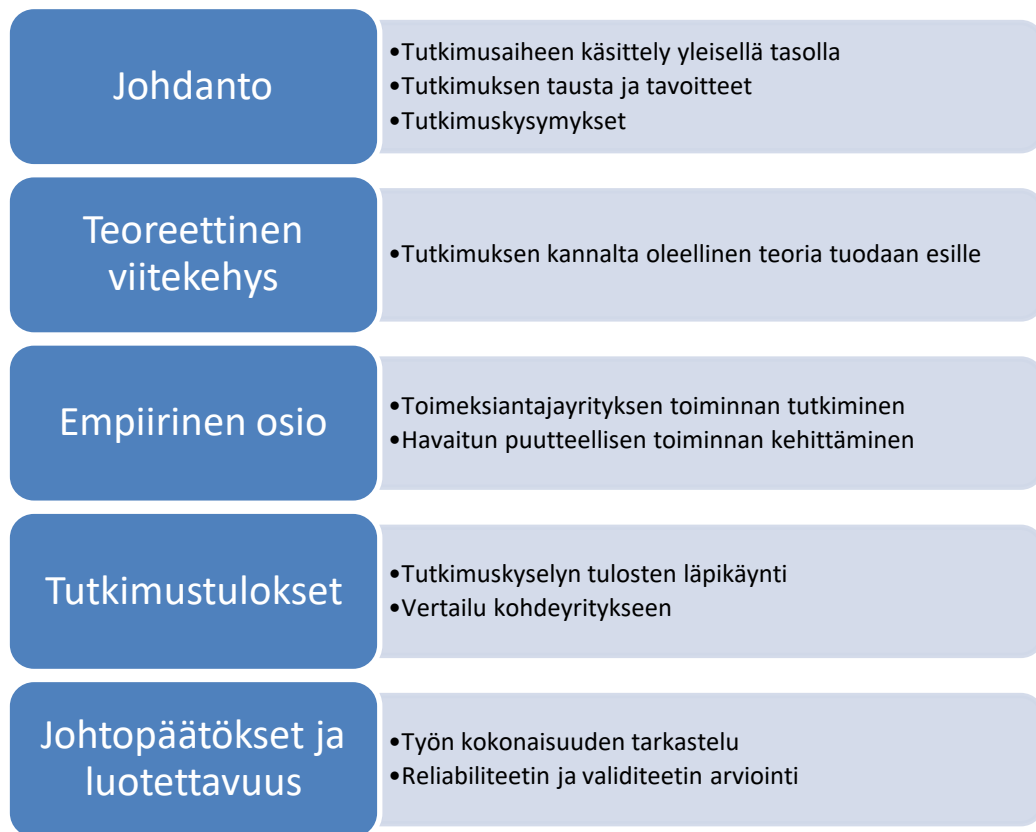 Johdanto
•Tutkimusaiheen käsittely yleisellä tasolla
•Tutkimuksen tausta ja tavoitteet
•Tutkimuskysymykset
Teoreettinen
viitekehys
•Tutkimuksen kannalta oleellinen teoria tuodaan esille
Empiirinen osio
•Toimeksiantajayrityksen toiminnan tutkiminen
•Havaitun puutteellisen toiminnan kehittäminen
Tutkimustulokset
•Tutkimuskyselyn tulosten läpikäynti
•Vertailu kohdeyritykseen
Johtopäätökset ja
luotettavuus
•Työn kokonaisuuden tarkastelu
•Reliabiliteetin ja validiteetin arviointi